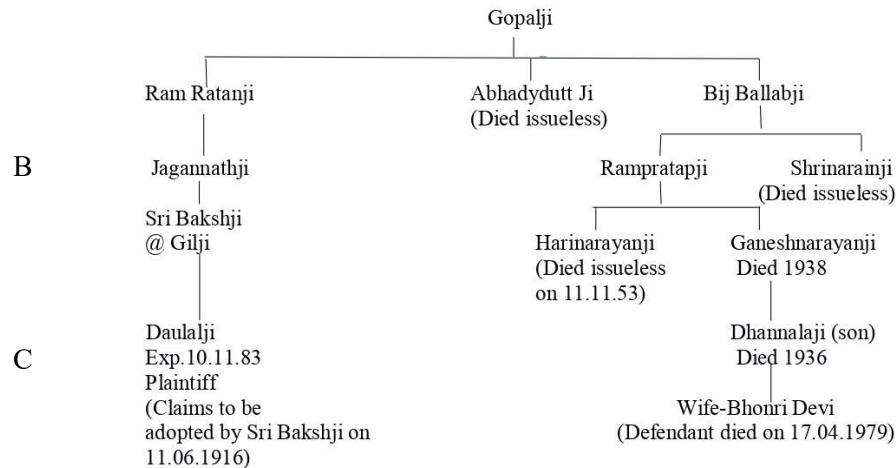 Gopalji
Ram Ratanji
Abhadydutt Ji
(Died issueless)
Bij Ballabji
B
Jagannathji
Rampratapji
Shrinarainji
(Died issueless)
Sri Bakshji
@ Gilji
Harinarayanji
(Died issueless
on 11.11.53)
Ganeshnarayanji
Died 1938
C
Daulalji
Exp.10.11.83
Plaintiff
(Claims to be
adopted by Sri Bakshji on
11.06.1916)
Dhannalaji (son)
Died 1936
Wife-Bhonri Devi
(Defendant died on 17.04.1979)